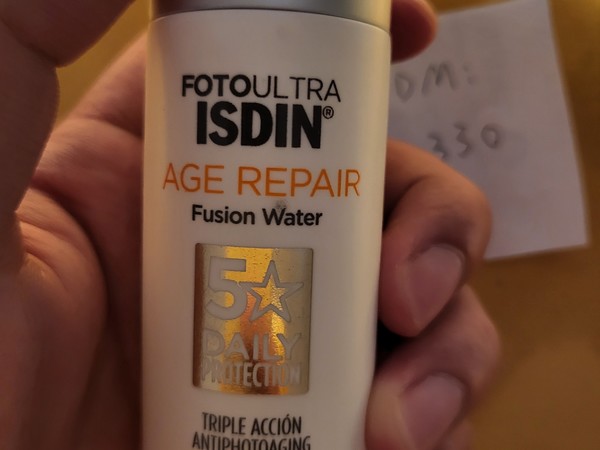 FOTOULTRA
ISDIN®
AGE REPAIR
Fusion Water
5☆
DAILY
PROTECTION
TRIPLE ACCIÓN
ANTIPHOTOAGING
DM:
330